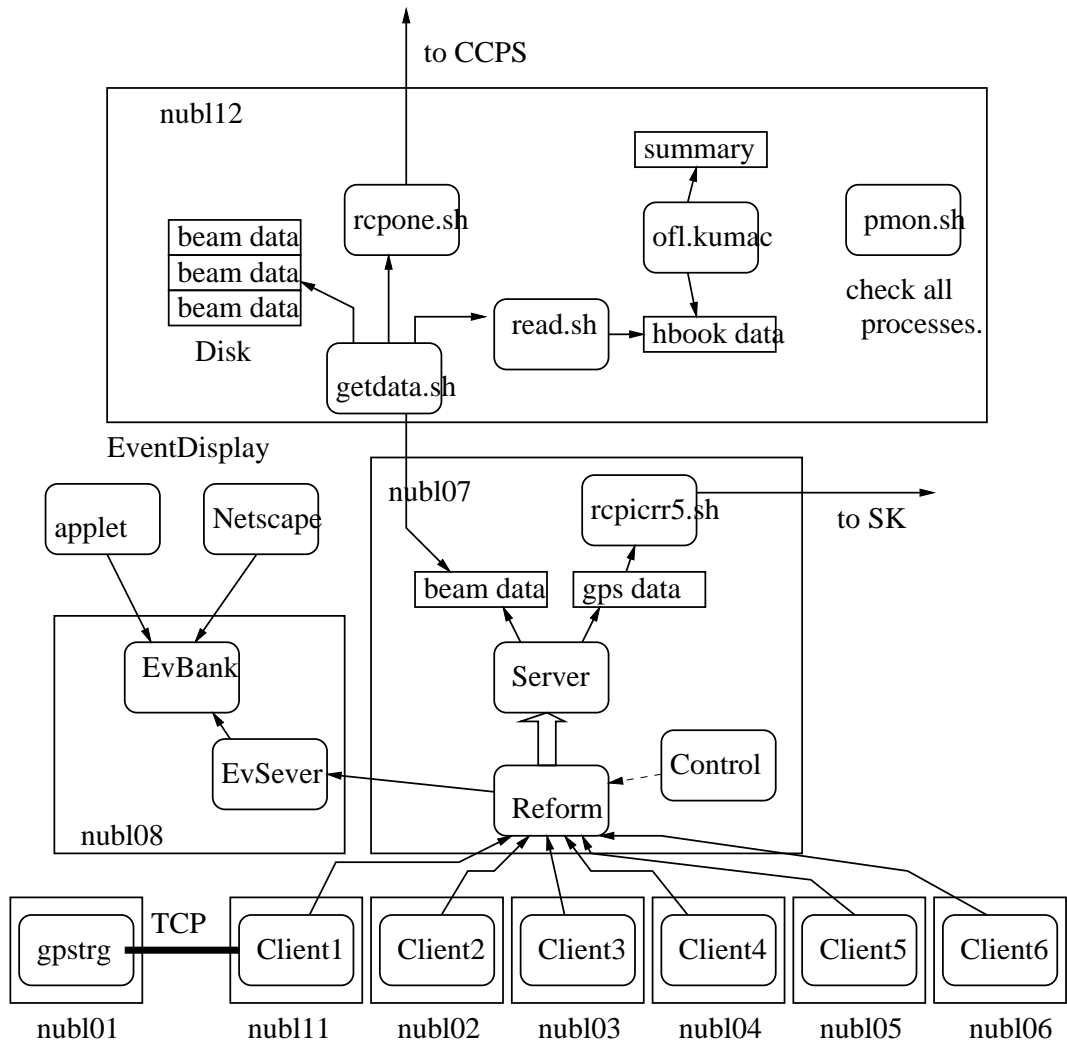 to CCPS
nubl12
summary
rcpone.sh
ofl.kumac
pmon.sh
beam data
beam data
beam data
check all
processes.
read.sh
hbook data
Disk
getdata.sh
EventDisplay
nubl07
applet
Netscape
rcpicrr5.sh
to SK
beam data
gps data
EvBank
Server
EvSever
Control
Reform
nubl08
TCP
gpstrg
Client1
Client2
Client3
Client4
Client5
Client6
nubl01
nubl11
nubl02
nubl03
nubl04
nubl05
nubl06